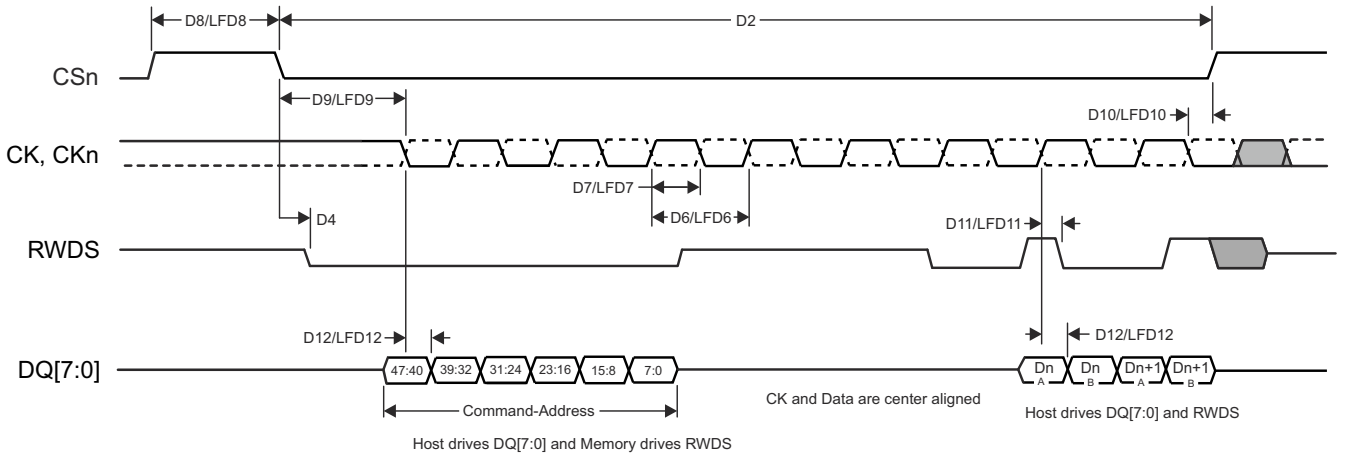 D8/LFD8
D2
CSn
D9/LFD9
D10/LFD10
CK, CKn
D7/LFD7
D6/LFD6
D4
D11/LFD11
RWDS
D12/LFD12
D12/LFD12
DQ[7:0]
47:40
39:32
31:24
23:16
15:8
7:0
Dn
A
Dn
B
Dn+1
A
Dn+1
B
Command-Address
CK and Data are center aligned
Host drives DQ[7:0] and RWDS
Host drives DQ[7:0] and Memory drives RWDS